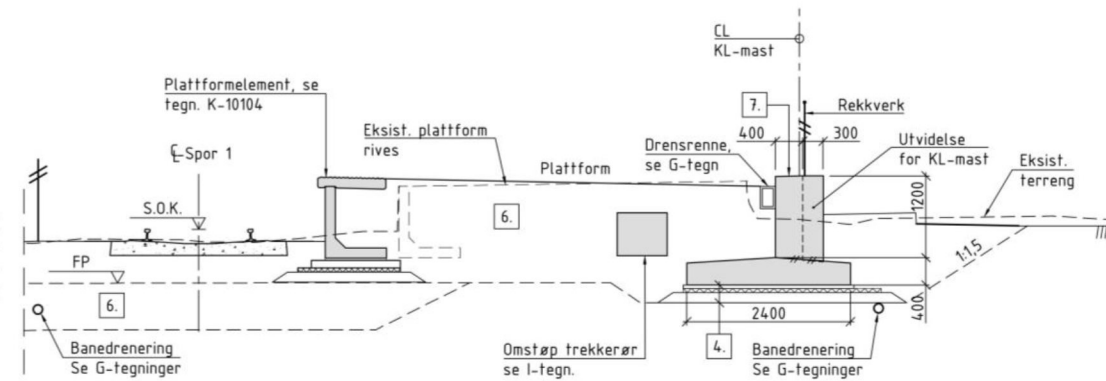 CL
KL-mast
Plattformelement, se
tegn. K-10104
7.
Rekkverk
400
300
Eksist. plattform
rives
Drensrenne,
se G-tegn
Utvidelse
for KL-mast
℄ Spor 1
Plattform
Eksist.
terreng
S.O.K.
6.
1200
FP
1:1,5
6.
2400
400
4.
Banedrenering
Se G-tegninger
Omstøp trekkerør
se I-tegn.
Banedrenering
Se G-tegninger